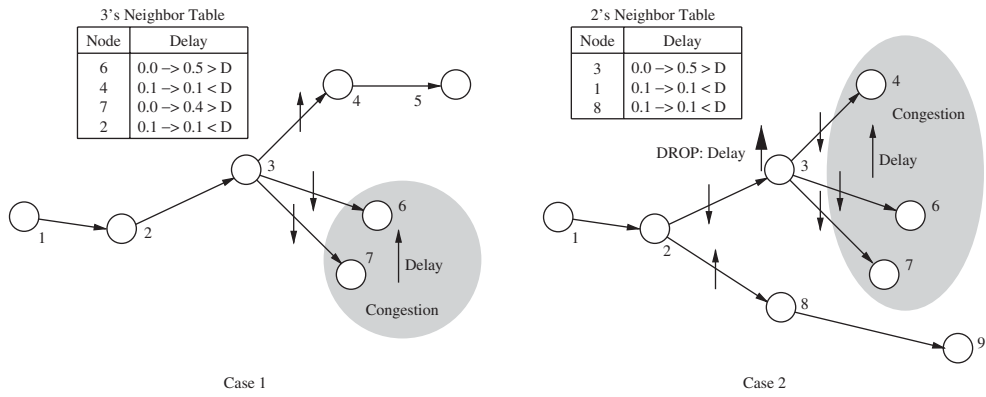 3's Neighbor Table
Node Delay
6 0.0 –> 0.5 > D
4 0.1 –> 0.1 < D
7 0.0 –> 0.4 > D
2 0.1 –> 0.1 < D
4
5
3
6
1
2
7
Delay
Congestion
Case 1
2's Neighbor Table
Node Delay
3 0.0 –> 0.5 > D
1 0.1 –> 0.1 < D
8 0.1 –> 0.1 < D
4
Congestion
DROP: Delay
3
Delay
6
1
2
7
8
9
Case 2